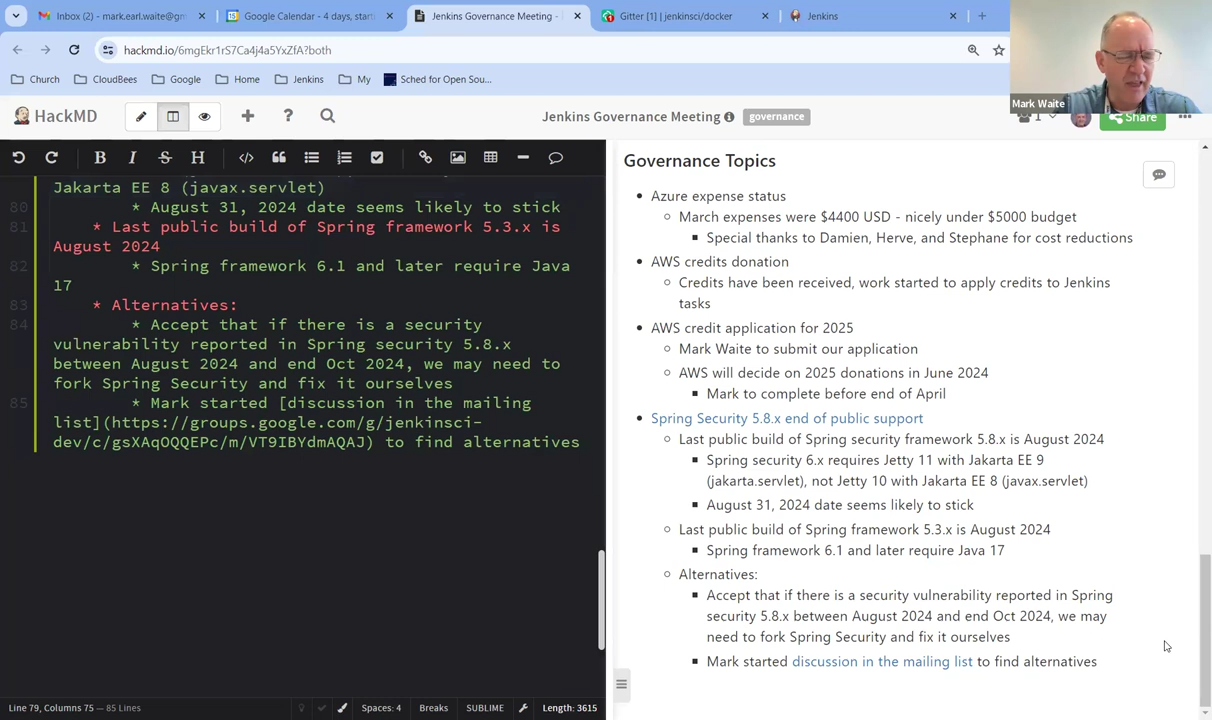 Inbox (2) - mark.earl.waite@gm
Google Calendar - 4 days, start
Jenkins Governance Meeting -
Gitter [1] | jenkinsci/docker
Jenkins
hackmd.io/6mgEkr1rS7Ca4j4a5YxZfA?both
Church
CloudBees
Google
Home
Jenkins
My
Sched for Open Sou...
Mark Waite
HackMD
Jenkins Governance Meeting
governance
1
Share
Jakarta EE 8 (javax.servlet)
80 * August 31, 2024 date seems likely to stick
81 * Last public build of Spring framework 5.3.x is
August 2024
82 * Spring framework 6.1 and later require Java
17
83 * Alternatives:
84 * Accept that if there is a security
vulnerability reported in Spring security 5.8.x
between August 2024 and end Oct 2024, we may need to
fork Spring Security and fix it ourselves
85 * Mark started [discussion in the mailing
list](https://groups.google.com/g/jenkinsci-
dev/c/gsXAqOQQEPc/m/VT9IBYdmAQAJ) to find alternatives
Line 79, Columns 75 — 85 Lines
Spaces: 4
Breaks
SUBLIME
Length: 3615
Governance Topics
Azure expense status
March expenses were $4400 USD - nicely under $5000 budget
Special thanks to Damien, Herve, and Stephane for cost reductions
AWS credits donation
Credits have been received, work started to apply credits to Jenkins
tasks
AWS credit application for 2025
Mark Waite to submit our application
AWS will decide on 2025 donations in June 2024
Mark to complete before end of April
Spring Security 5.8.x end of public support
Last public build of Spring security framework 5.8.x is August 2024
Spring security 6.x requires Jetty 11 with Jakarta EE 9
(jakarta.servlet), not Jetty 10 with Jakarta EE 8 (javax.servlet)
August 31, 2024 date seems likely to stick
Last public build of Spring framework 5.3.x is August 2024
Spring framework 6.1 and later require Java 17
Alternatives:
Accept that if there is a security vulnerability reported in Spring
security 5.8.x between August 2024 and end Oct 2024, we may
need to fork Spring Security and fix it ourselves
Mark started discussion in the mailing list to find alternatives